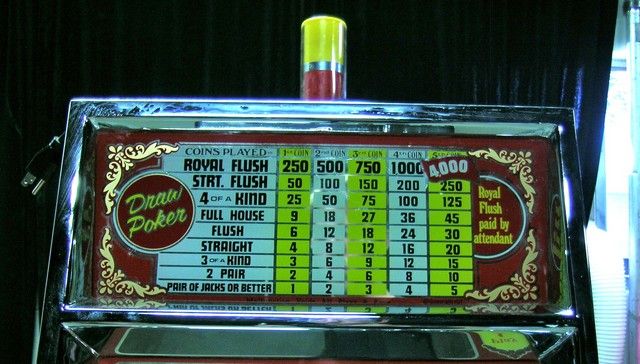 COINS PLAYED 1ST COIN 2ND COIN 3RD COIN 4TH COIN
ROYAL FLUSH 250 500 750 1000 4,000
STRT. FLUSH 50 100 150 200 250
4 OF A KIND 25 50 75 100 125
FULL HOUSE 9 18 27 36 45
FLUSH 6 12 18 24 30
STRAIGHT 4 8 12 16 20
3 OF A KIND 3 6 9 12 15
2 PAIR 2 4 6 8 10
PAIR OF JACKS OR BETTER 1 2 3 4 5
Draw
Poker
Royal
Flush
paid by
attendant